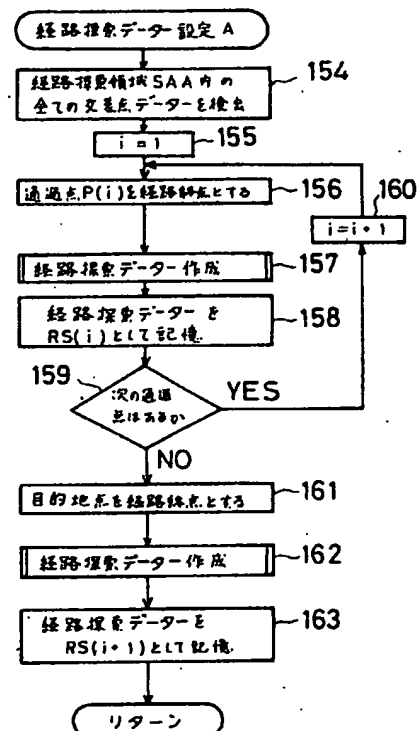 経路探索データー設定 A
経路探索領域SAA内の
全ての交差点データーを検出
154
i = 1
155
通過点P(i)を経路終点とする
156
160
i=i+1
経路探索データー作成
157
経路探索データーを
RS(i)として記憶
158
159
次の通過
点はあるか
YES
NO
目的地点を経路終点とする
161
経路探索データー作成
162
経路探索データーを
RS(i+1)として記憶
163
リターン